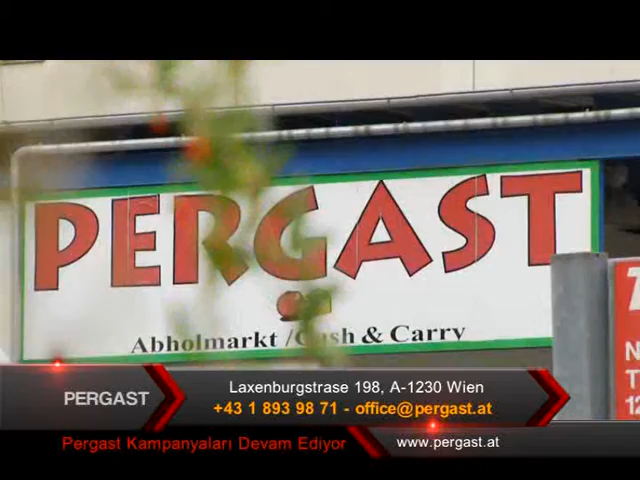 PERGAST
Abholmarkt / Cash & Carry
PERGAST
Laxenburgstrase 198, A-1230 Wien
+43 1 893 98 71 - office@pergast.at
Pergast Kampanyaları Devam Ediyor
www.pergast.at